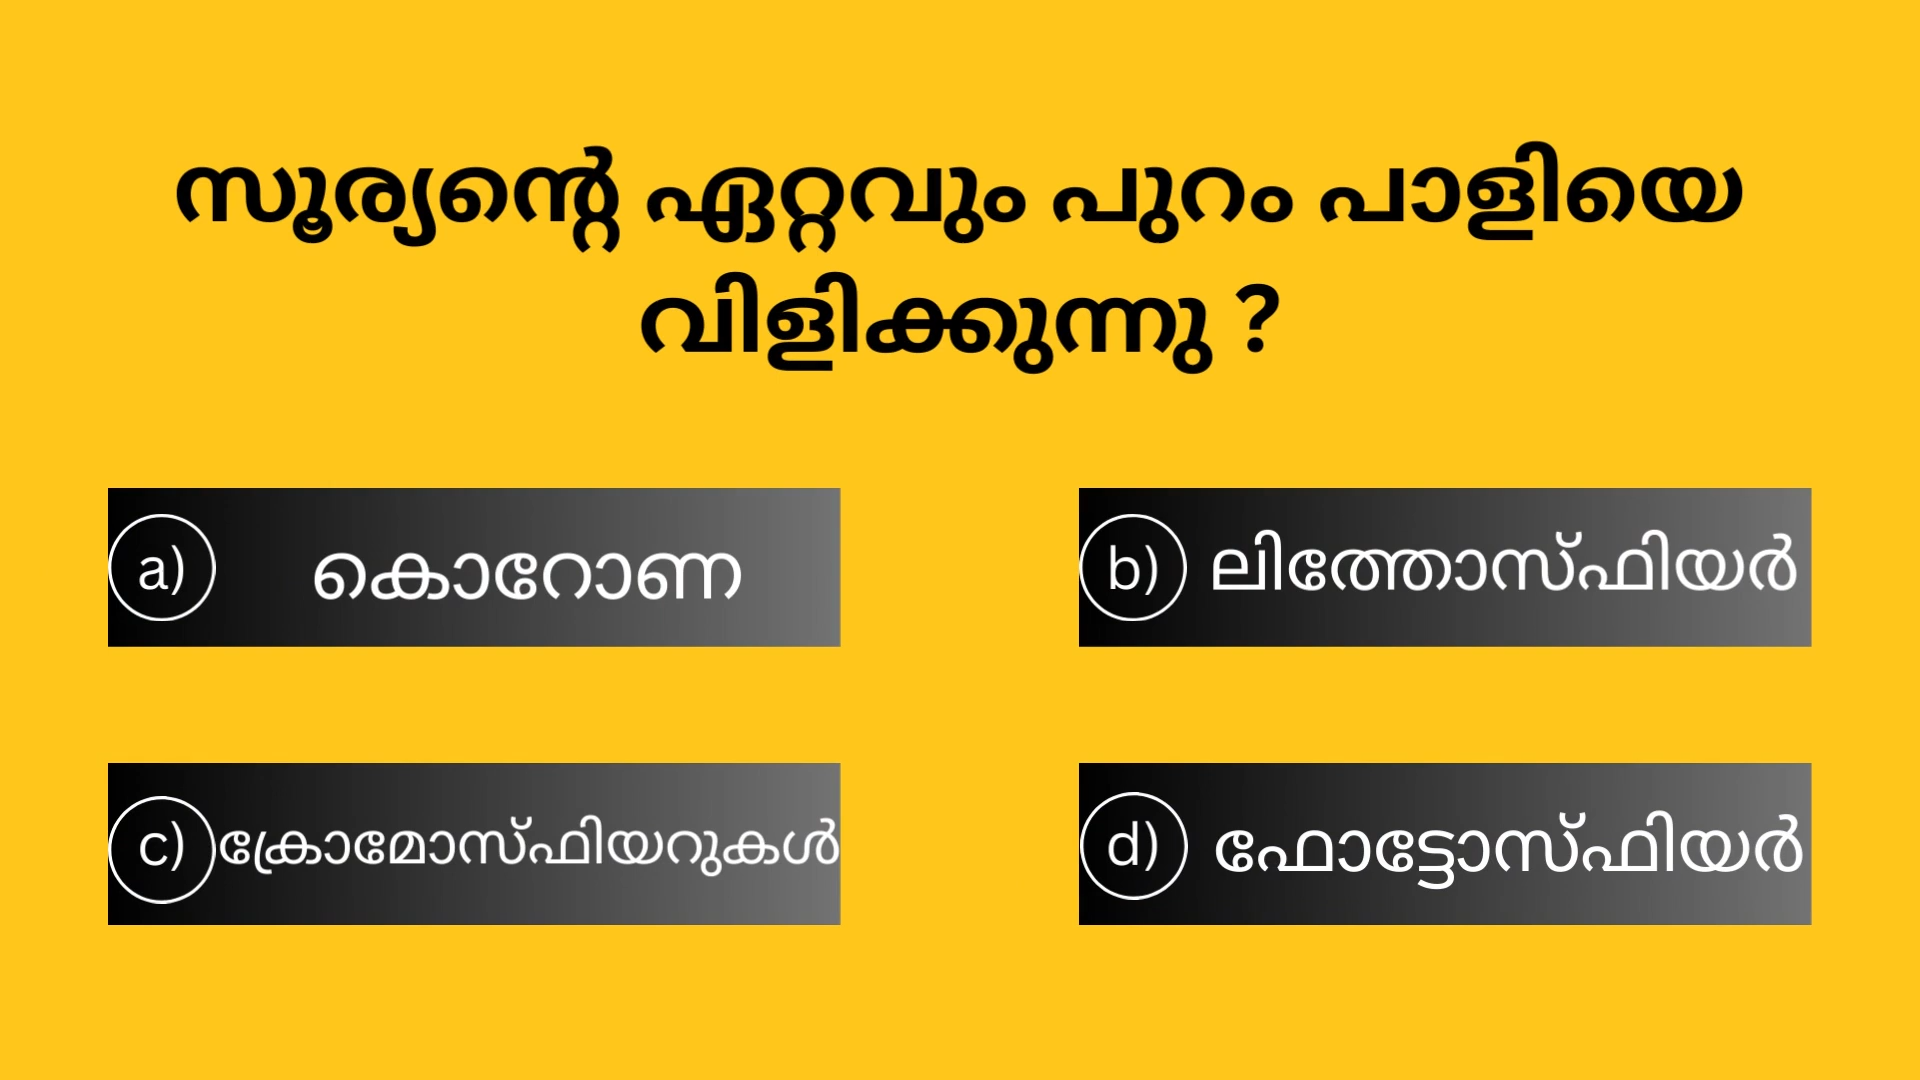 സൂര്യന്റെ ഏറ്റവും പുറം പാളിയെ
വിളിക്കുന്നു ?
a) കൊറോണ
b) ലിത്തോസ്ഫിയർ
c) ക്രോമോസ്ഫിയറുകൾ
d) ഫോട്ടോസ്ഫിയർ